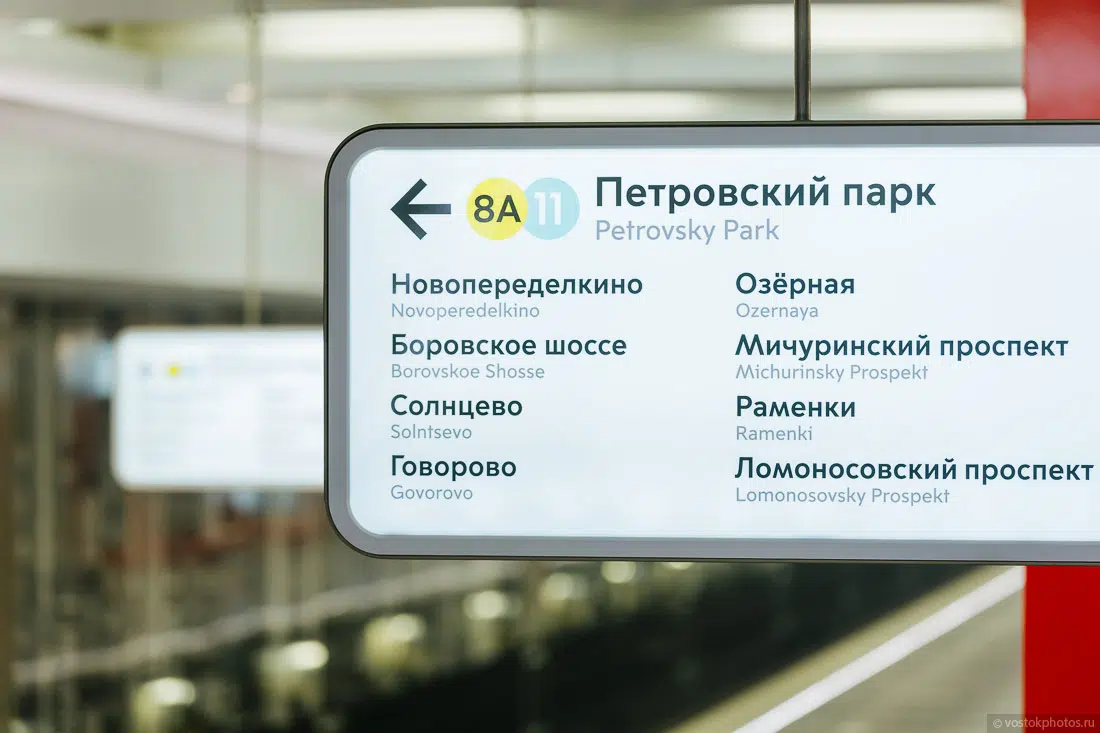 8А 11 Петровский парк
Petrovsky Park
Новопеределкино
Novoperedelkino
Боровское шоссе
Borovskoe Shosse
Солнцево
Solntsevo
Говорово
Govorovo
Озёрная
Ozernaya
Мичуринский проспект
Michurinsky Prospekt
Раменки
Ramenki
Ломоносовский проспект
Lomonosovsky Prospekt
© vostokphotos.ru